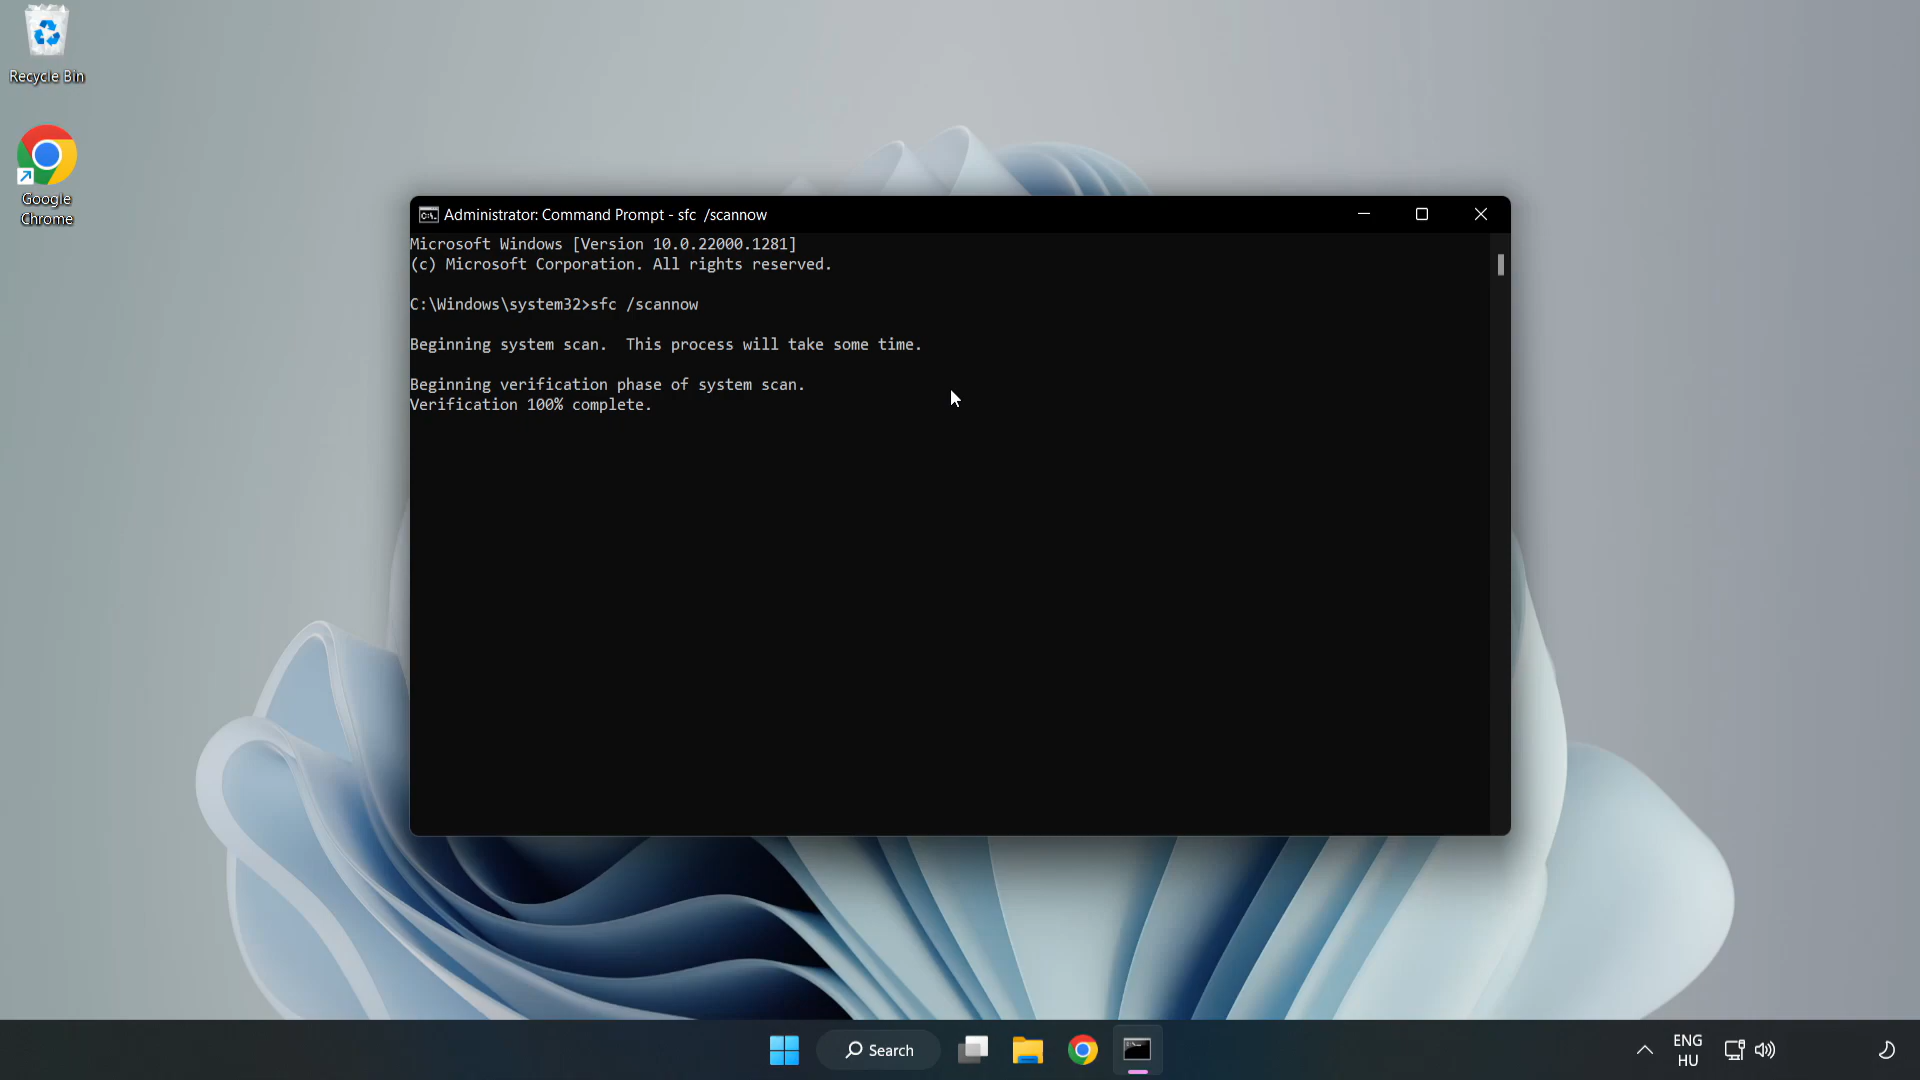 Recycle Bin
Google
Chrome
Administrator: Command Prompt - sfc  /scannow
Microsoft Windows [Version 10.0.22000.1281]
(c) Microsoft Corporation. All rights reserved.
C:\Windows\system32>sfc /scannow
Beginning system scan.  This process will take some time.
Beginning verification phase of system scan.
Verification 100% complete.
Search
ENG
HU